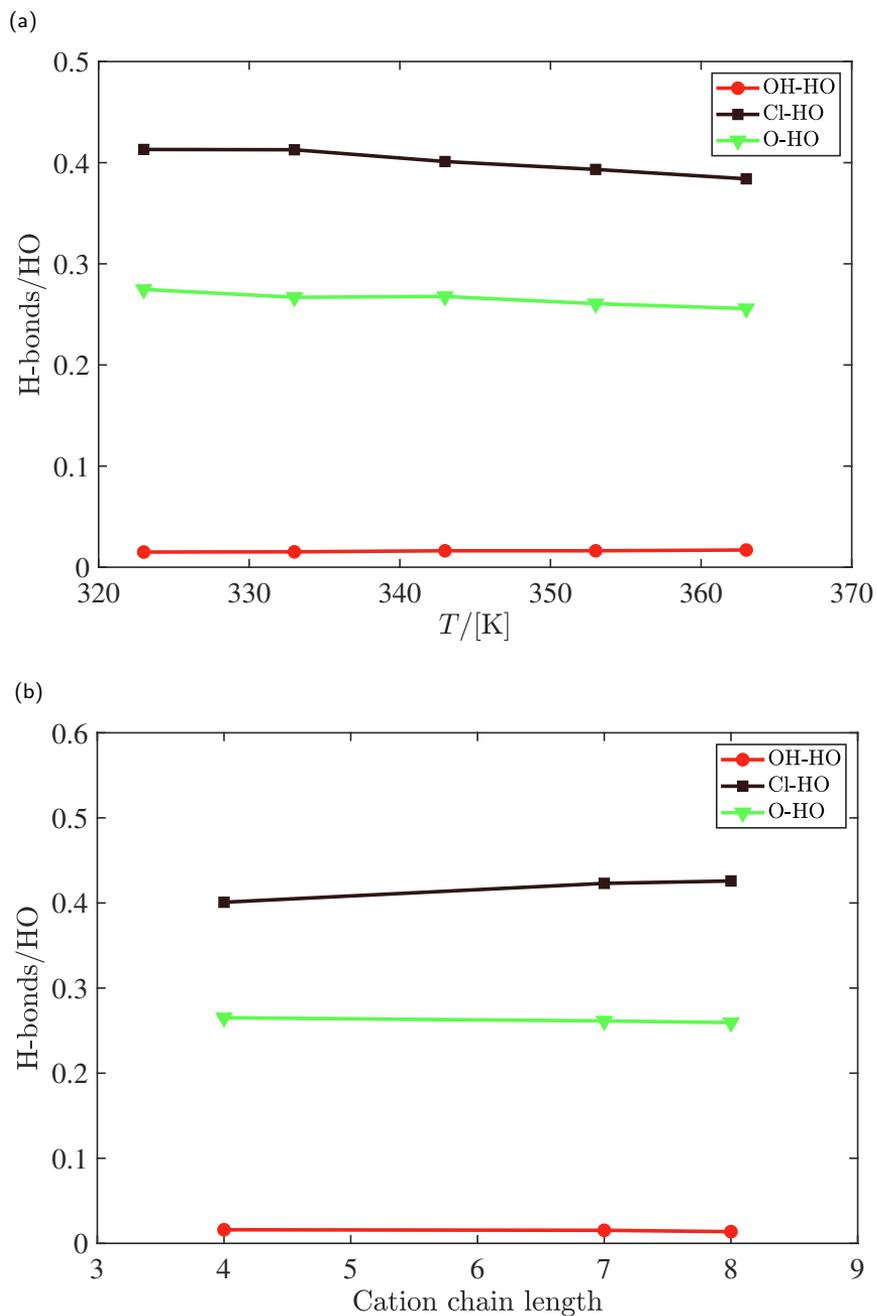 (a)
0.5
OH-HO
Cl-HO
O-HO
0.4
0.3
H-bonds/HO
0.2
0.1
0
320 330 340 350 360 370
T/[K]
(b)
0.6
OH-HO
Cl-HO
O-HO
0.5
0.4
0.3
H-bonds/HO
0.2
0.1
0
3 4 5 6 7 8 9
Cation chain length